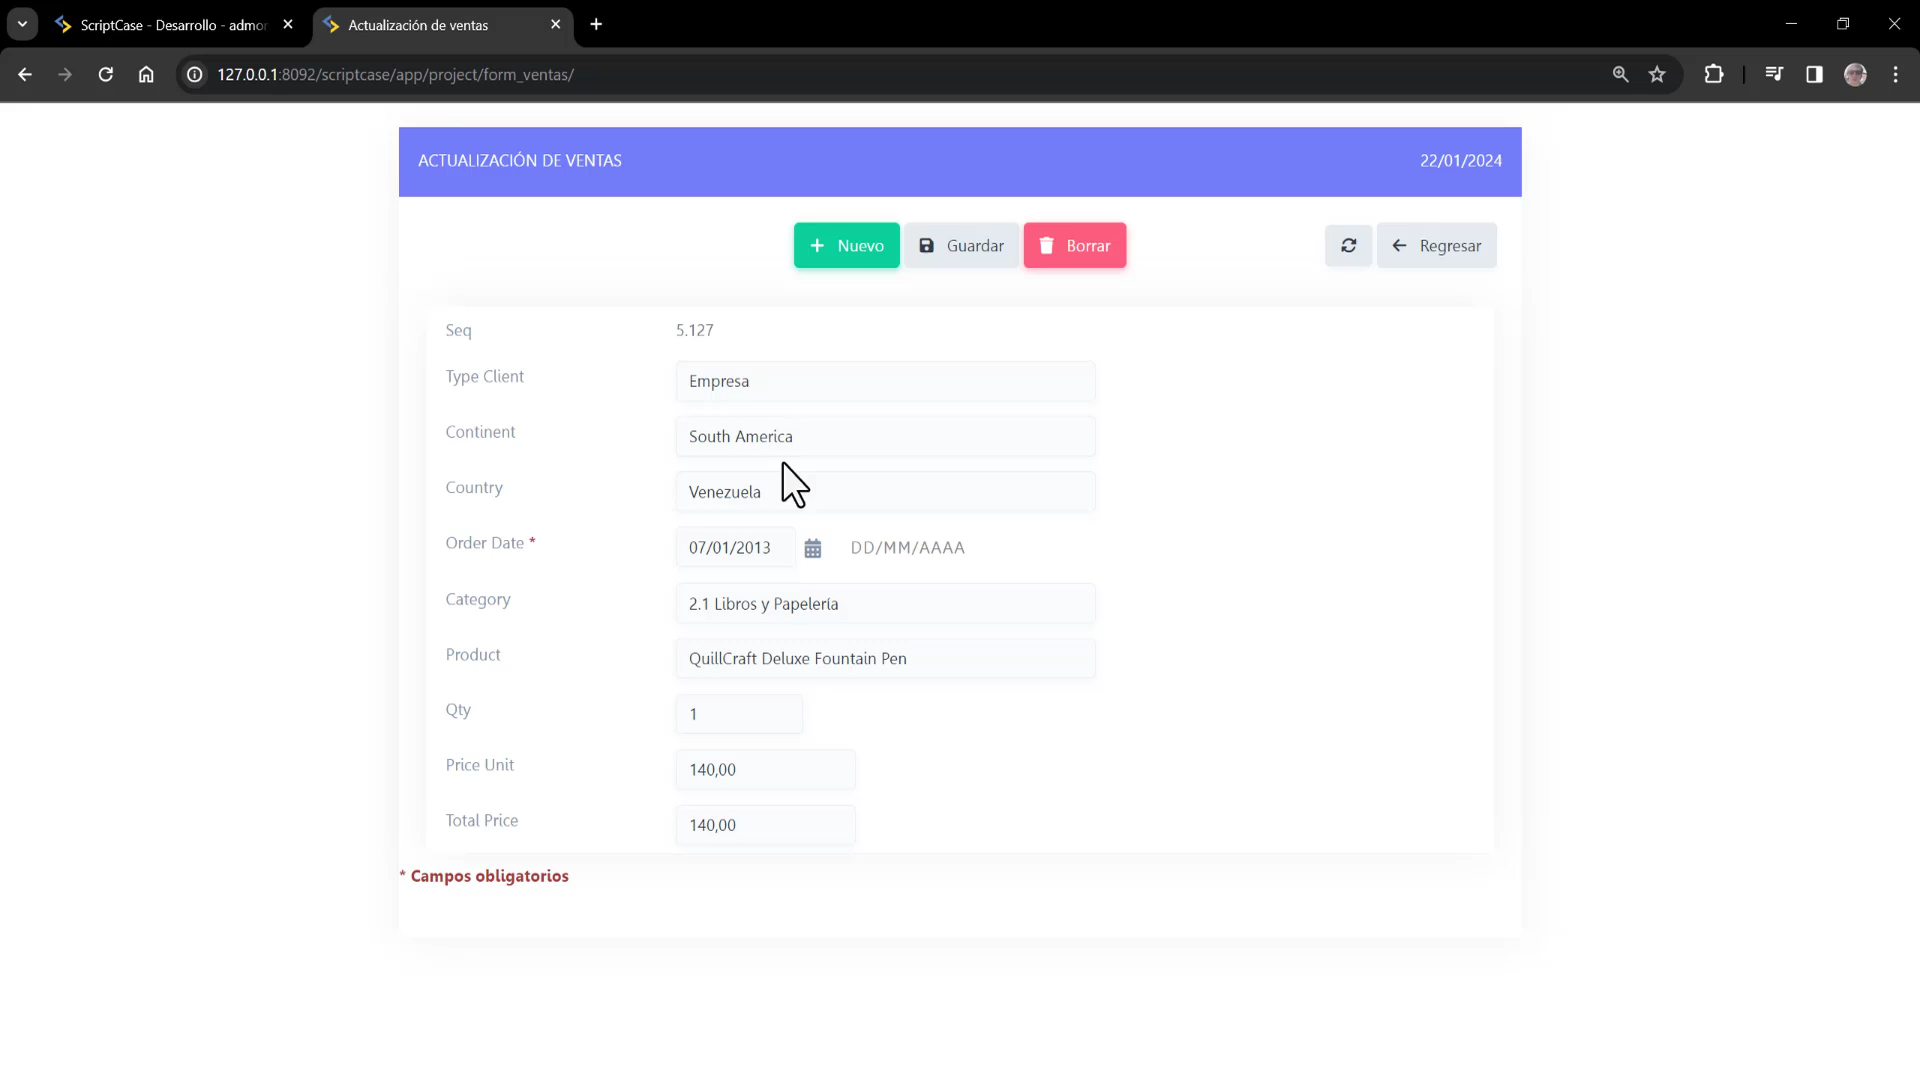 ScriptCase - Desarrollo - admo
Actualización de ventas
127.0.0.1:8092/scriptcase/app/project/form_ventas/
ACTUALIZACIÓN DE VENTAS
22/01/2024
Nuevo
Guardar
Borrar
Regresar
Seq 5.127
Type Client Empresa
Continent South America
Country Venezuela
Order Date * 07/01/2013 DD/MM/AAAA
Category 2.1 Libros y Papelería
Product QuillCraft Deluxe Fountain Pen
Qty 1
Price Unit 140,00
Total Price 140,00
* Campos obligatorios